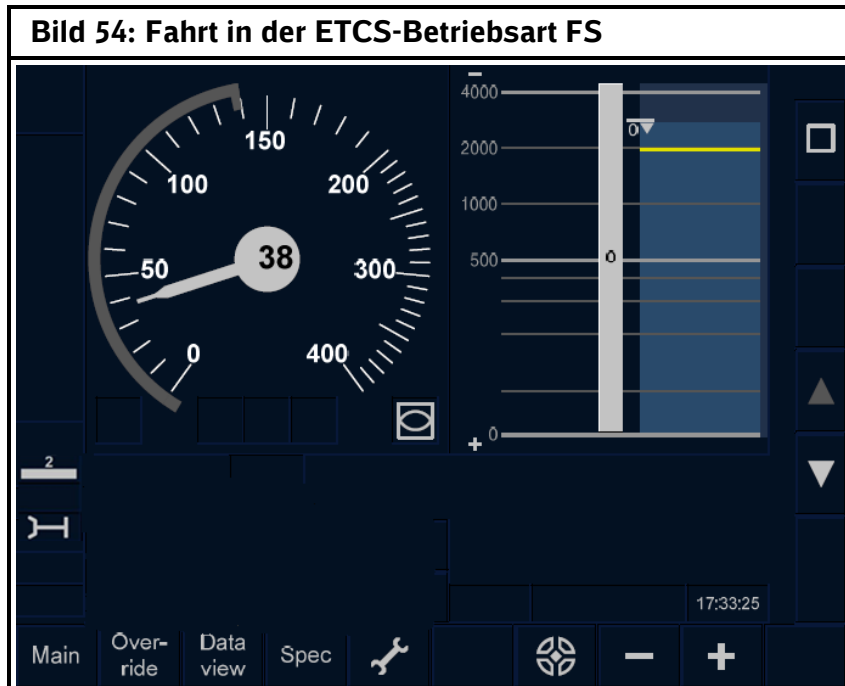 Bild 54: Fahrt in der ETCS-Betriebsart FS
150
100
200
50
38
300
0
400
4000
0
2000
1000
500
0
0
2
17:33:25
Main
Over-
ride
Data
view
Spec